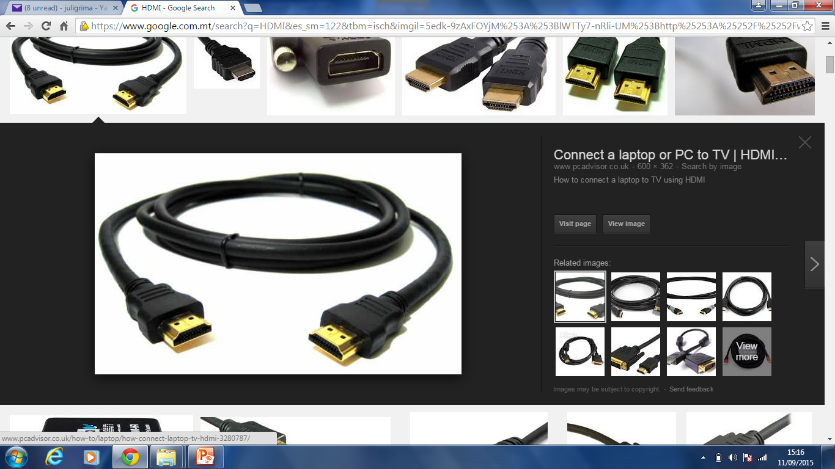 (8 unread) - juligrima - Ya
HDMI - Google Search
https://www.google.com.mt/search?q=HDMI&es_sm=122&tbm=isch&imgil=5edk-9zAxFOYjM%253A%253BIWTTy7-nRli-UM%253Bhttp%25253A%25252F%25252Fv
Connect a laptop or PC to TV | HDMI...
www.pcadvisor.co.uk - 600 × 362 - Search by image
How to connect a laptop to TV using HDMI
Visit page
View image
Related images:
View
more
Images may be subject to copyright. - Send feedback
www.pcadvisor.co.uk/how-to/laptop/how-connect-laptop-tv-hdmi-3280787/
15:16
11/09/2015